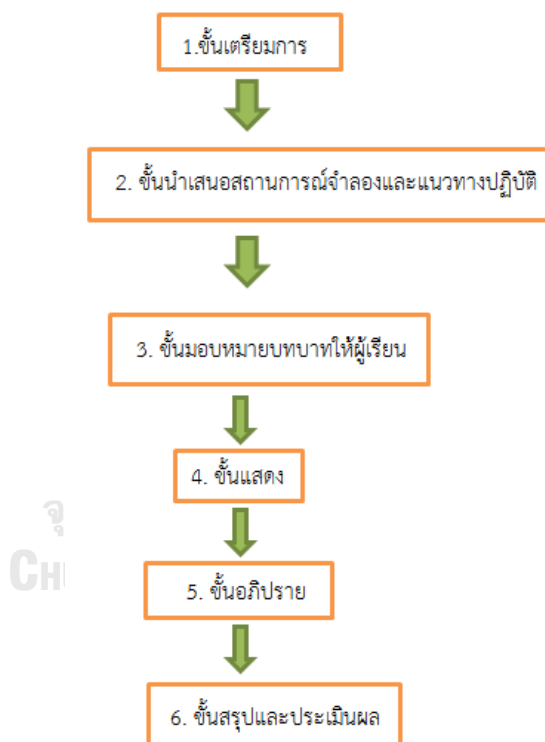 1.ขั้นเตรียมการ
2. ขั้นนำเสนอสถานการณ์จำลองและแนวทางปฏิบัติ
3. ขั้นมอบหมายบทบาทให้ผู้เรียน
4. ขั้นแสดง
5. ขั้นอภิปราย
6. ขั้นสรุปและประเมินผล